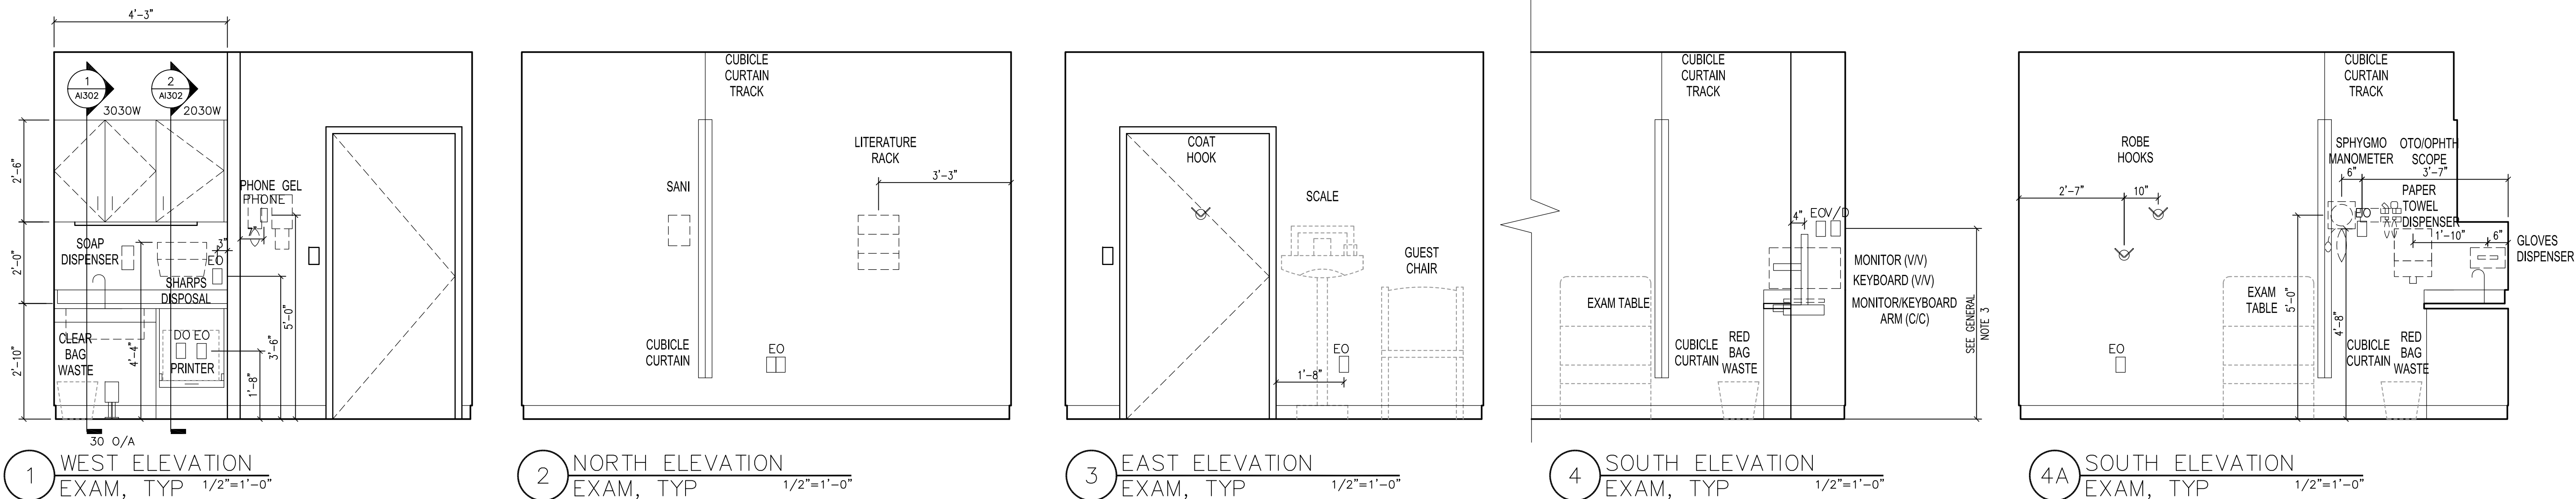 4'-3"
1
AI302
2
AI302
3030W
2030W
2'-6"
2'-0"
2'-10"
PHONE GEL
PHONE
7"
3"
SOAP
DISPENSER
EO
SHARPS
DISPOSAL
CLEAR
BAG
WASTE
DO EO
PRINTER
4'-4"
1'-8"
3'-6"
5'-0"
30 O/A
1
WEST ELEVATION
EXAM, TYP
1/2"=1'-0"
CUBICLE
CURTAIN
TRACK
LITERATURE
RACK
3'-3"
SANI
CUBICLE
CURTAIN
EO
2
NORTH ELEVATION
EXAM, TYP
1/2"=1'-0"
COAT
HOOK
SCALE
GUEST
CHAIR
EO
1'-8"
3
EAST ELEVATION
EXAM, TYP
1/2"=1'-0"
CUBICLE
CURTAIN
TRACK
4"
EO
V/D
MONITOR (V/V)
KEYBOARD (V/V)
MONITOR/KEYBOARD
ARM (C/C)
EXAM TABLE
CUBICLE
CURTAIN
RED
BAG
WASTE
SEE GENERAL
NOTE 3
4
SOUTH ELEVATION
EXAM, TYP
1/2"=1'-0"
CUBICLE
CURTAIN
TRACK
ROBE
HOOKS
2'-7"
10"
SPHYGMO
MANOMETER
OTO/OPHTH
SCOPE
6"
3'-7"
PAPER
TOWEL
DISPENSER
EO
1'-10"
6"
GLOVES
DISPENSER
EXAM
TABLE
5'-0"
4'-8"
EO
CUBICLE
CURTAIN
RED
BAG
WASTE
4A
SOUTH ELEVATION
EXAM, TYP
1/2"=1'-0"